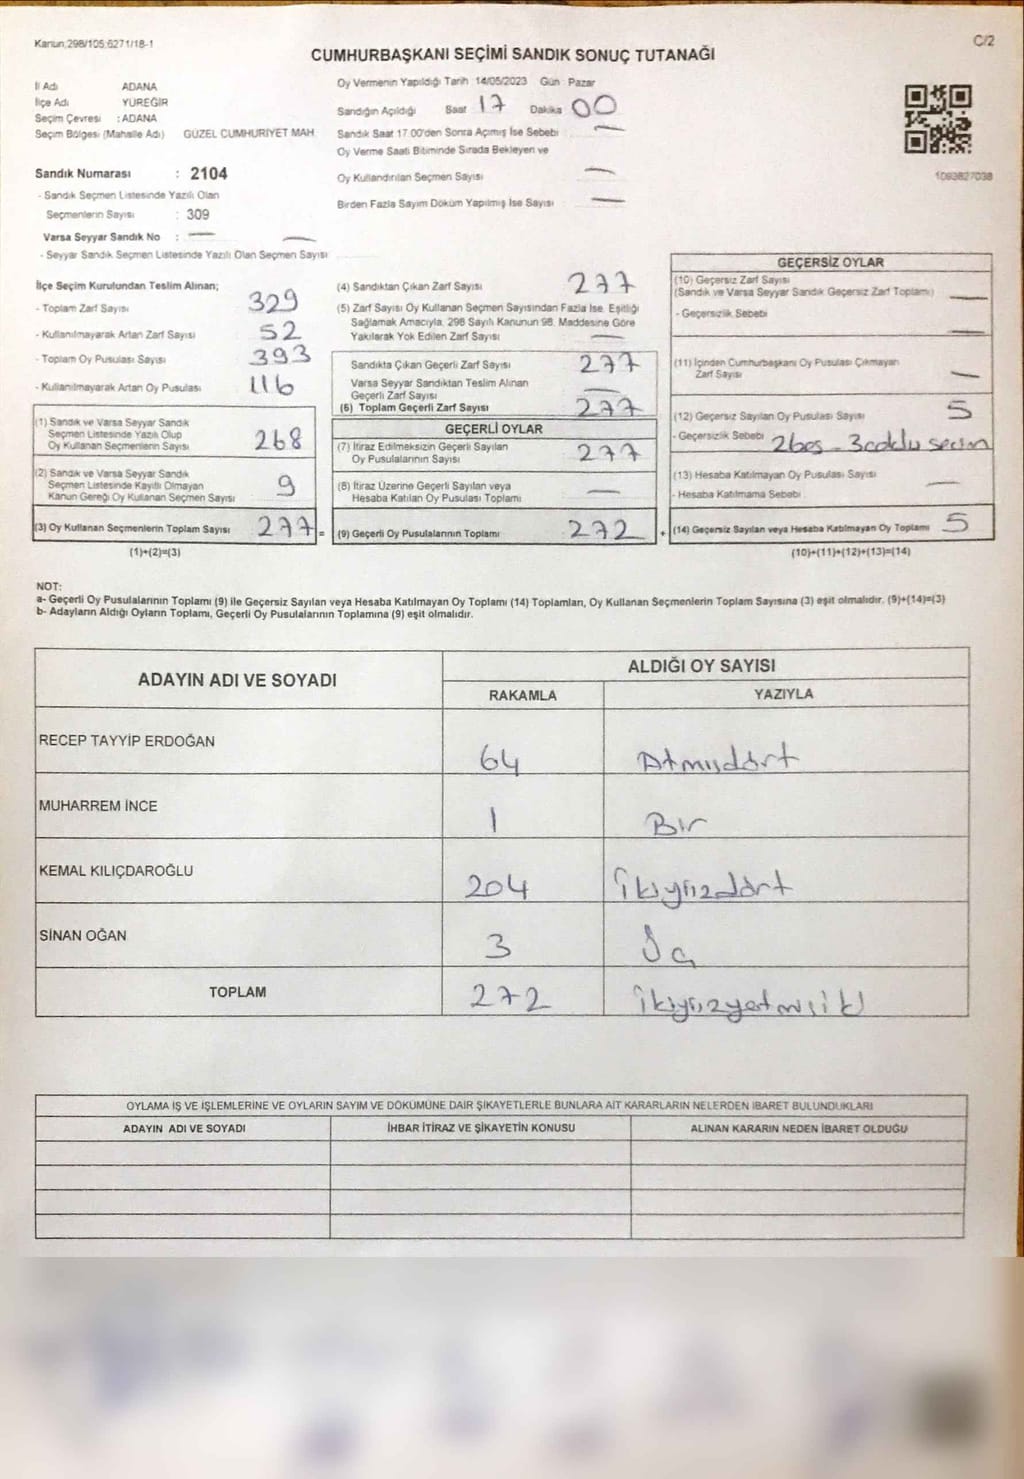 Kanun:298/105;6271/18-1
C/2
CUMHURBAŞKANI SEÇİMİ SANDIK SONUÇ TUTANAĞI
İl Adı ADANA
İlçe Adı YÜREĞİR
Seçim Çevresi : ADANA
Seçim Bölgesi (Mahalle Adı) GÜZEL CUMHURİYET MAH
Sandık Numarası : 2104
- Sandık Seçmen Listesinde Yazılı Olan
Seçmenlerin Sayısı : 309
Varsa Seyyar Sandık No : —
- Seyyar Sandık Seçmen Listesinde Yazılı Olan Seçmen Sayısı —
Oy Vermenin Yapıldığı Tarih 14/05/2023 Gün : Pazar
Sandığın Açıldığı Saat 17 Dakika 00
Sandık Saat 17.00'den Sonra Açımış İse Sebebi —
Oy Verme Saati Bitiminde Sırada Bekleyen ve
Oy Kullandırılan Seçmen Sayısı —
Birden Fazla Sayım Döküm Yapılmış İse Sayısı —
1093827038
İlçe Seçim Kurulundan Teslim Alınan;
- Toplam Zarf Sayısı 329
- Kullanılmayarak Artan Zarf Sayısı 52
- Toplam Oy Pusulası Sayısı 393
- Kullanılmayarak Artan Oy Pusulası 116
(1) Sandık ve Varsa Seyyar Sandık
Seçmen Listesinde Yazılı Olup
Oy Kullanan Seçmenlerin Sayısı 268
(2) Sandık ve Varsa Seyyar Sandık
Seçmen Listesinde Kayıtlı Olmayan
Kanun Gereği Oy Kullanan Seçmen Sayısı 9
(3) Oy Kullanan Seçmenlerin Toplam Sayısı 277 =
(1)+(2)=(3)
(4) Sandıktan Çıkan Zarf Sayısı 277
(5) Zarf Sayısı Oy Kullanan Seçmen Sayısından Fazla İse, Eşitliği
Sağlamak Amacıyla, 298 Sayılı Kanunun 98. Maddesine Göre
Yakılarak Yok Edilen Zarf Sayısı —
Sandıkta Çıkan Geçerli Zarf Sayısı 277
Varsa Seyyar Sandıktan Teslim Alınan
Geçerli Zarf Sayısı —
(6) Toplam Geçerli Zarf Sayısı 277
GEÇERLİ OYLAR
(7) İtiraz Edilmeksizin Geçerli Sayılan
Oy Pusulalarının Sayısı 277
(8) İtiraz Üzerine Geçerli Sayılan veya
Hesaba Katılan Oy Pusulası Toplamı —
(9) Geçerli Oy Pusulalarının Toplamı 272 +
GEÇERSİZ OYLAR
(10) Geçersiz Zarf Sayısı
(Sandık ve Varsa Seyyar Sandık Geçersiz Zarf Toplamı) —
- Geçersizlik Sebebi —
(11) İçinden Cumhurbaşkanı Oy Pusulası Çıkmayan
Zarf Sayısı —
(12) Geçersiz Sayılan Oy Pusulası Sayısı 5
- Geçersizlik Sebebi 2 boş - 3 çoklu seçim
(13) Hesaba Katılmayan Oy Pusulası Sayısı —
- Hesaba Katılmama Sebebi
(14) Geçersiz Sayılan veya Hesaba Katılmayan Oy Toplamı 5
(10)+(11)+(12)+(13)=(14)
NOT:
a- Geçerli Oy Pusulalarının Toplamı (9) ile Geçersiz Sayılan veya Hesaba Katılmayan Oy Toplamı (14) Toplamları, Oy Kullanan Seçmenlerin Toplam Sayısına (3) eşit olmalıdır. (9)+(14)=(3)
b- Adayların Aldığı Oyların Toplamı, Geçerli Oy Pusulalarının Toplamına (9) eşit olmalıdır.
ADAYIN ADI VE SOYADI
ALDIĞI OY SAYISI
RAKAMLA YAZIYLA
RECEP TAYYİP ERDOĞAN 64 Atmışdört
MUHARREM İNCE 1 Bir
KEMAL KILIÇDAROĞLU 204 ikiyüzdört
SİNAN OĞAN 3 Üç
TOPLAM 272 ikiyüzyetmişiki
OYLAMA İŞ VE İŞLEMLERİNE VE OYLARIN SAYIM VE DÖKÜMÜNE DAİR ŞİKAYETLERLE BUNLARA AİT KARARLARIN NELERDEN İBARET BULUNDUKLARI
ADAYIN ADI VE SOYADI İHBAR İTİRAZ VE ŞİKAYETİN KONUSU ALINAN KARARIN NEDEN İBARET OLDUĞU